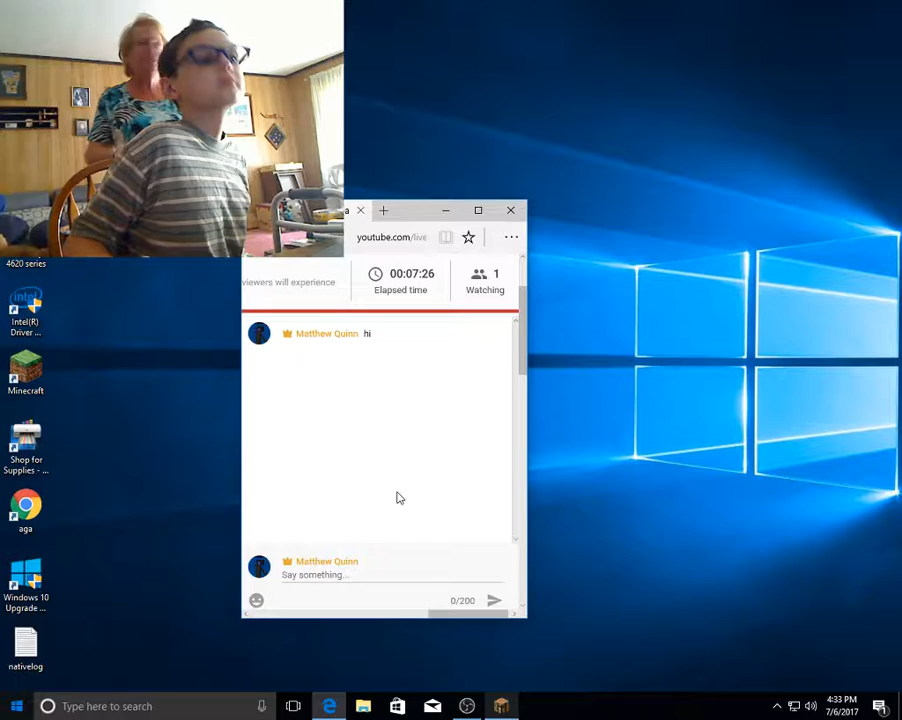 a
youtube.com/live
viewers will experience
00:07:26
Elapsed time
1
Watching
Matthew Quinn hi
Matthew Quinn
Say something...
0/200
4620 series
Intel(R)
Driver ...
Minecraft
Shop for
Supplies - ...
aga
Windows 10
Upgrade ...
nativelog
Type here to search
4:33 PM
7/6/2017
1